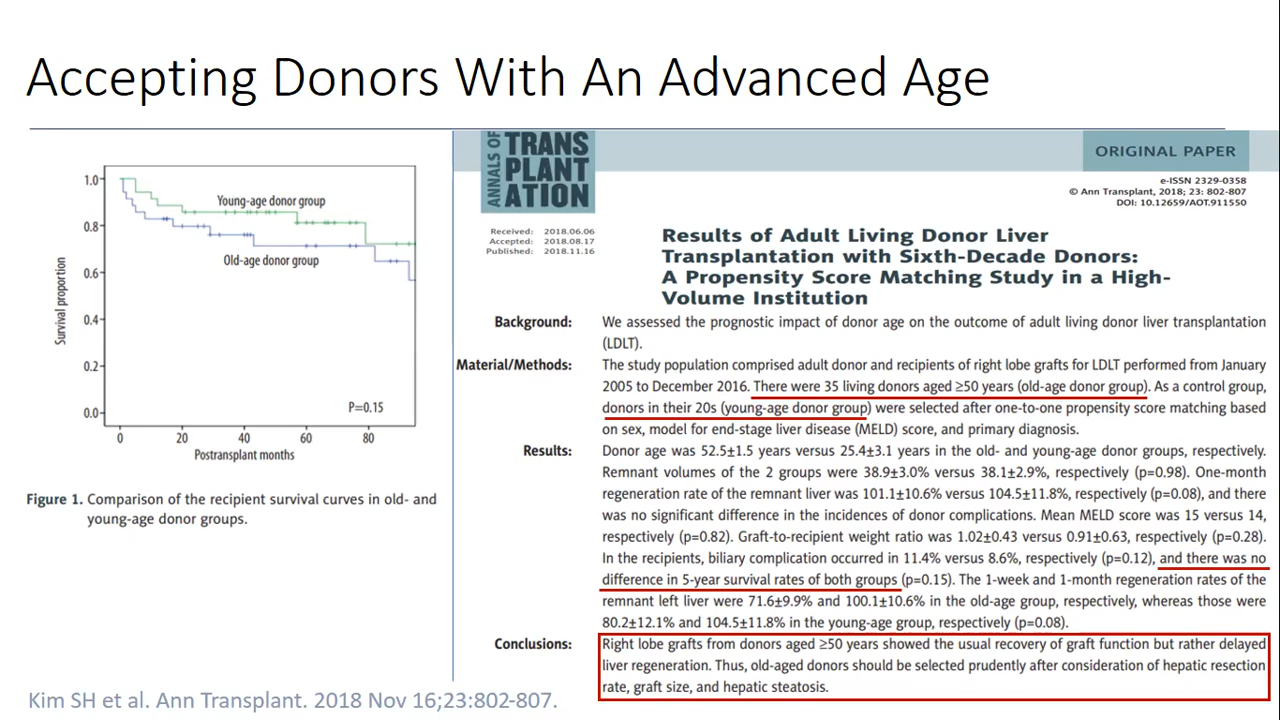 Accepting Donors With An Advanced Age
1.0
0.8
0.6
0.4
0.2
0.0
Survival proportion
Young-age donor group
Old-age donor group
P=0.15
0 20 40 60 80
Posttransplant months
Figure 1. Comparison of the recipient survival curves in old- and
young-age donor groups.
ANNALS OF
TRANS
PLANT
ATION
ORIGINAL PAPER
e-ISSN 2329-0358
© Ann Transplant, 2018; 23: 802-807
DOI: 10.12659/AOT.911550
Received: 2018.06.06
Accepted: 2018.08.17
Published: 2018.11.16
Results of Adult Living Donor Liver
Transplantation with Sixth-Decade Donors:
A Propensity Score Matching Study in a High-
Volume Institution
Background: We assessed the prognostic impact of donor age on the outcome of adult living donor liver transplantation
(LDLT).
Material/Methods: The study population comprised adult donor and recipients of right lobe grafts for LDLT performed from January
2005 to December 2016. There were 35 living donors aged ≥50 years (old-age donor group). As a control group,
donors in their 20s (young-age donor group) were selected after one-to-one propensity score matching based
on sex, model for end-stage liver disease (MELD) score, and primary diagnosis.
Results: Donor age was 52.5±1.5 years versus 25.4±3.1 years in the old- and young-age donor groups, respectively.
Remnant volumes of the 2 groups were 38.9±3.0% versus 38.1±2.9%, respectively (p=0.98). One-month
regeneration rate of the remnant liver was 101.1±10.6% versus 104.5±11.8%, respectively (p=0.08), and there
was no significant difference in the incidences of donor complications. Mean MELD score was 15 versus 14,
respectively (p=0.82). Graft-to-recipient weight ratio was 1.02±0.43 versus 0.91±0.63, respectively (p=0.28).
In the recipients, biliary complication occurred in 11.4% versus 8.6%, respectively (p=0.12), and there was no
difference in 5-year survival rates of both groups (p=0.15). The 1-week and 1-month regeneration rates of the
remnant left liver were 71.6±9.9% and 100.1±10.6% in the old-age group, respectively, whereas those were
80.2±12.1% and 104.5±11.8% in the young-age group, respectively (p=0.08).
Conclusions: Right lobe grafts from donors aged ≥50 years showed the usual recovery of graft function but rather delayed
liver regeneration. Thus, old-aged donors should be selected prudently after consideration of hepatic resection
rate, graft size, and hepatic steatosis.
Kim SH et al. Ann Transplant. 2018 Nov 16;23:802-807.